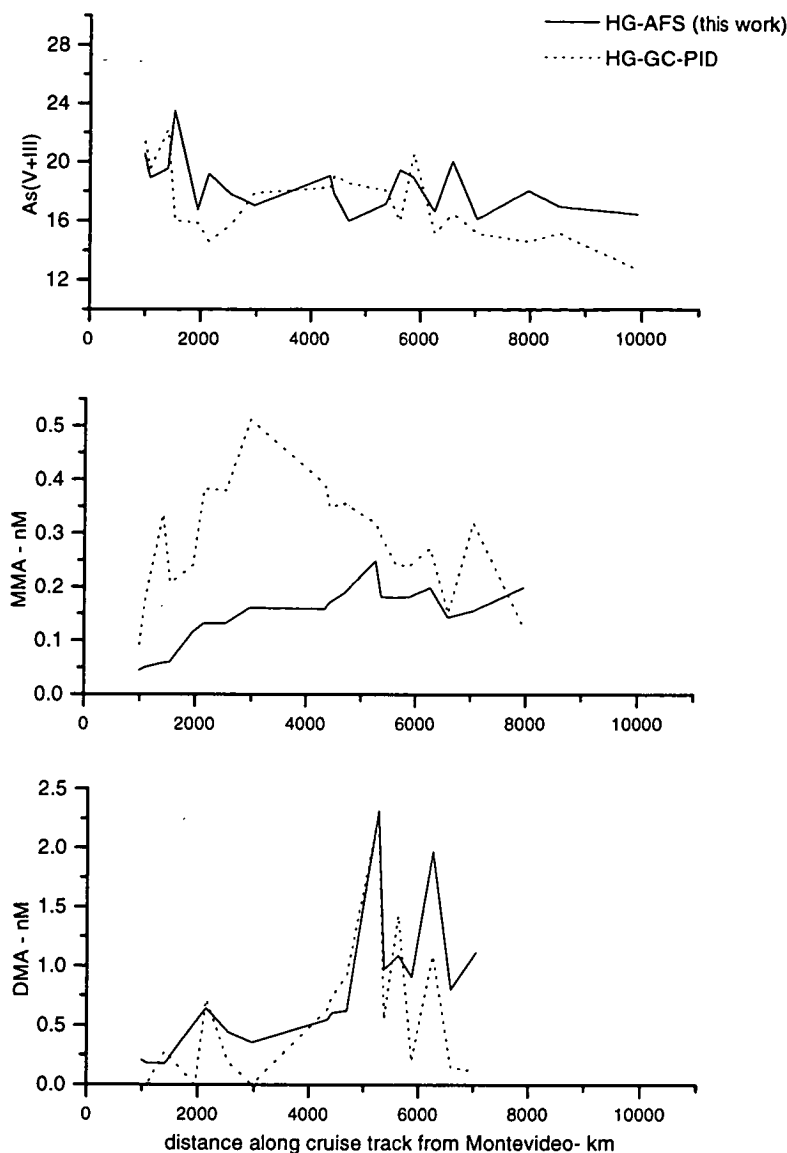 HG-AFS (this work)
HG-GC-PID
28
24
20
16
12
As(V+III)
0 2000 4000 6000 8000 10000
0.5
0.4
0.3
0.2
0.1
0.0
MMA - nM
0 2000 4000 6000 8000 10000
2.5
2.0
1.5
1.0
0.5
0.0
DMA - nM
0 2000 4000 6000 8000 10000
distance along cruise track from Montevideo- km